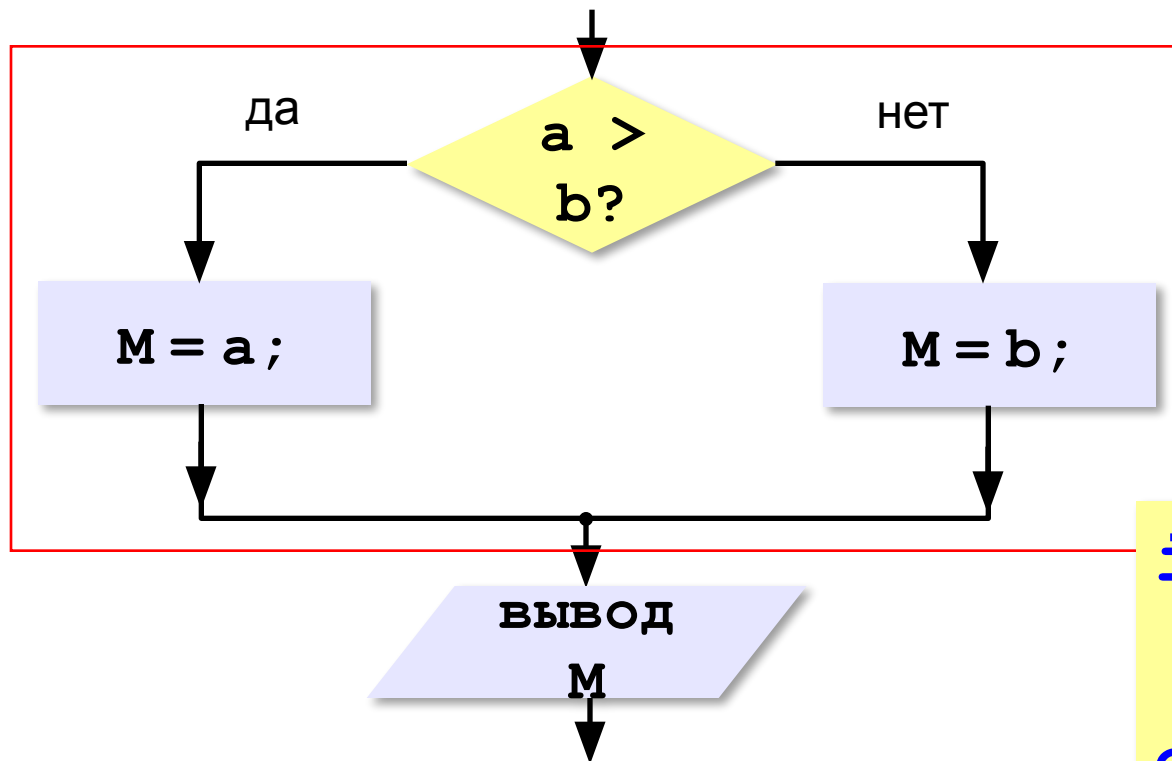 да
a >
b?
нет
M = a;
M = b;
вывод
M